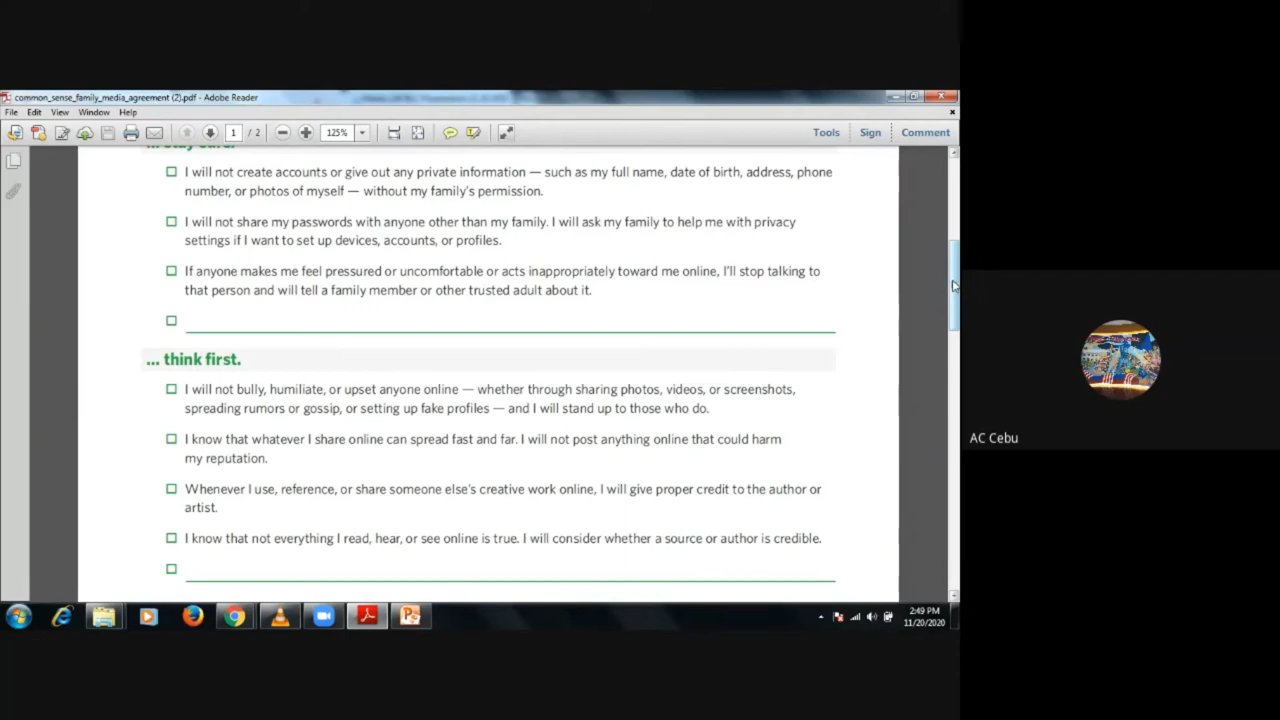 common_sense_family_media_agreement (2).pdf - Adobe Reader
File Edit View Window Help
1 / 2 125% Tools Sign Comment
I will not create accounts or give out any private information — such as my full name, date of birth, address, phone
number, or photos of myself — without my family's permission.
I will not share my passwords with anyone other than my family. I will ask my family to help me with privacy
settings if I want to set up devices, accounts, or profiles.
If anyone makes me feel pressured or uncomfortable or acts inappropriately toward me online, I'll stop talking to
that person and will tell a family member or other trusted adult about it.
... think first.
I will not bully, humiliate, or upset anyone online — whether through sharing photos, videos, or screenshots,
spreading rumors or gossip, or setting up fake profiles — and I will stand up to those who do.
I know that whatever I share online can spread fast and far. I will not post anything online that could harm
my reputation.
Whenever I use, reference, or share someone else's creative work online, I will give proper credit to the author or
artist.
I know that not everything I read, hear, or see online is true. I will consider whether a source or author is credible.
AC Cebu
2:49 PM
11/20/2020